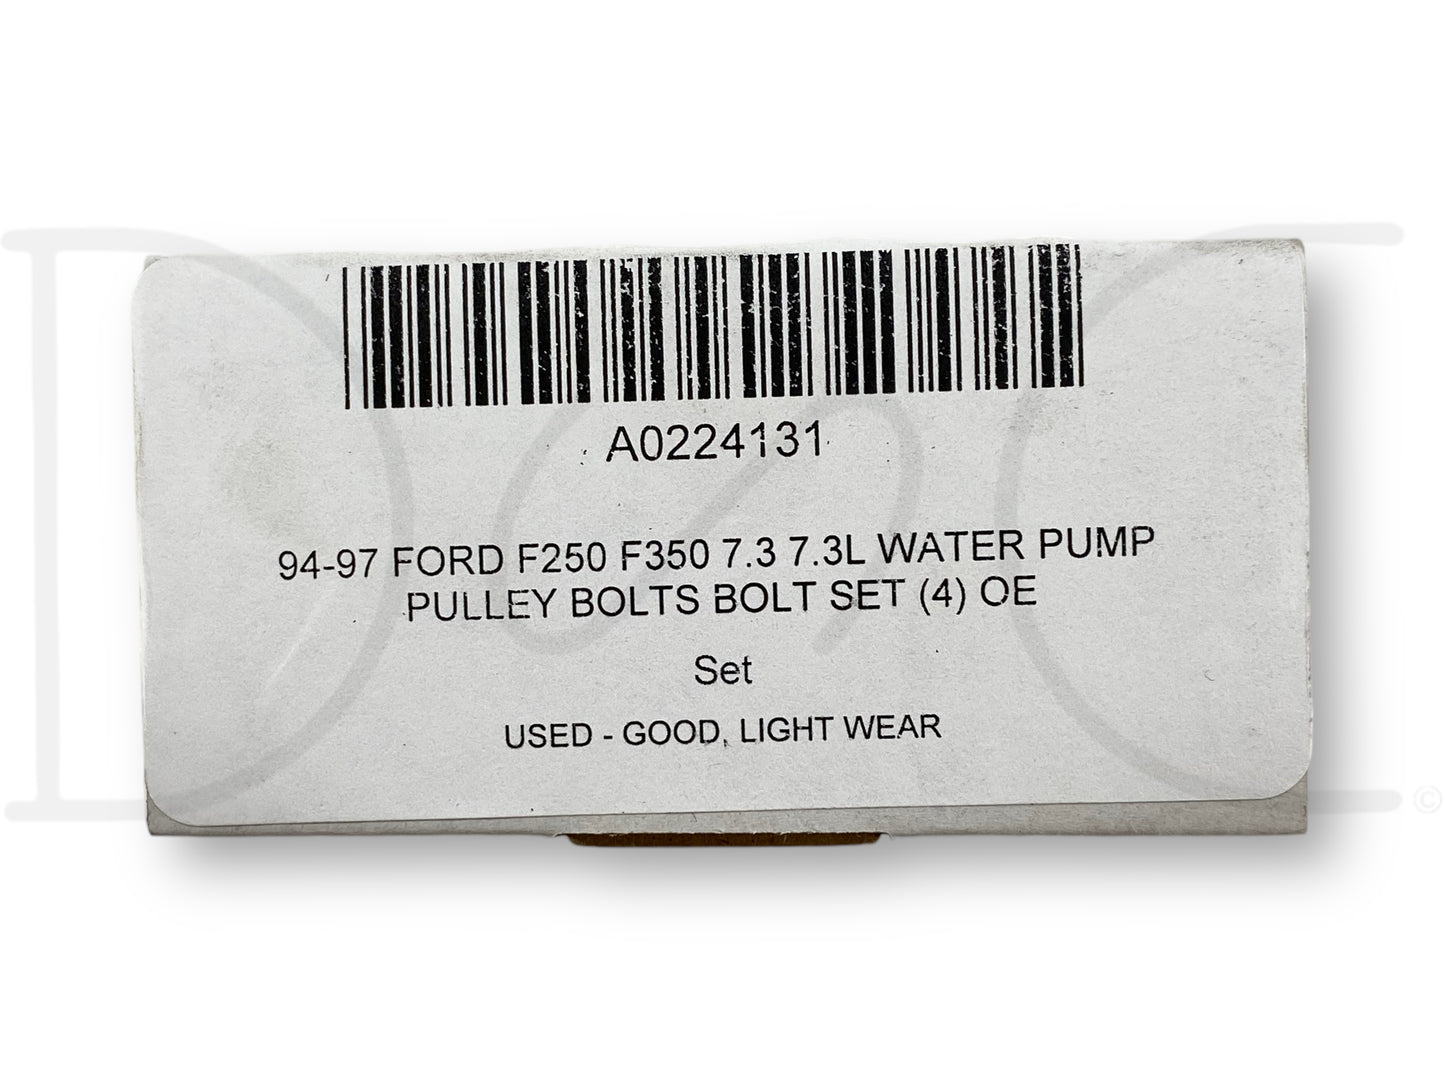 A0224131
94-97 FORD F250 F350 7.3 7.3L WATER PUMP
PULLEY BOLTS BOLT SET (4) OE
Set
USED - GOOD, LIGHT WEAR
©